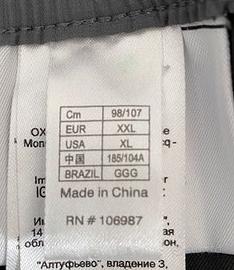 Cm 98/107
EUR XXL
USA XL
中国 185/104A
BRAZIL GGG
Made in China
RN # 106987
"Алтуфьево", владение 3,